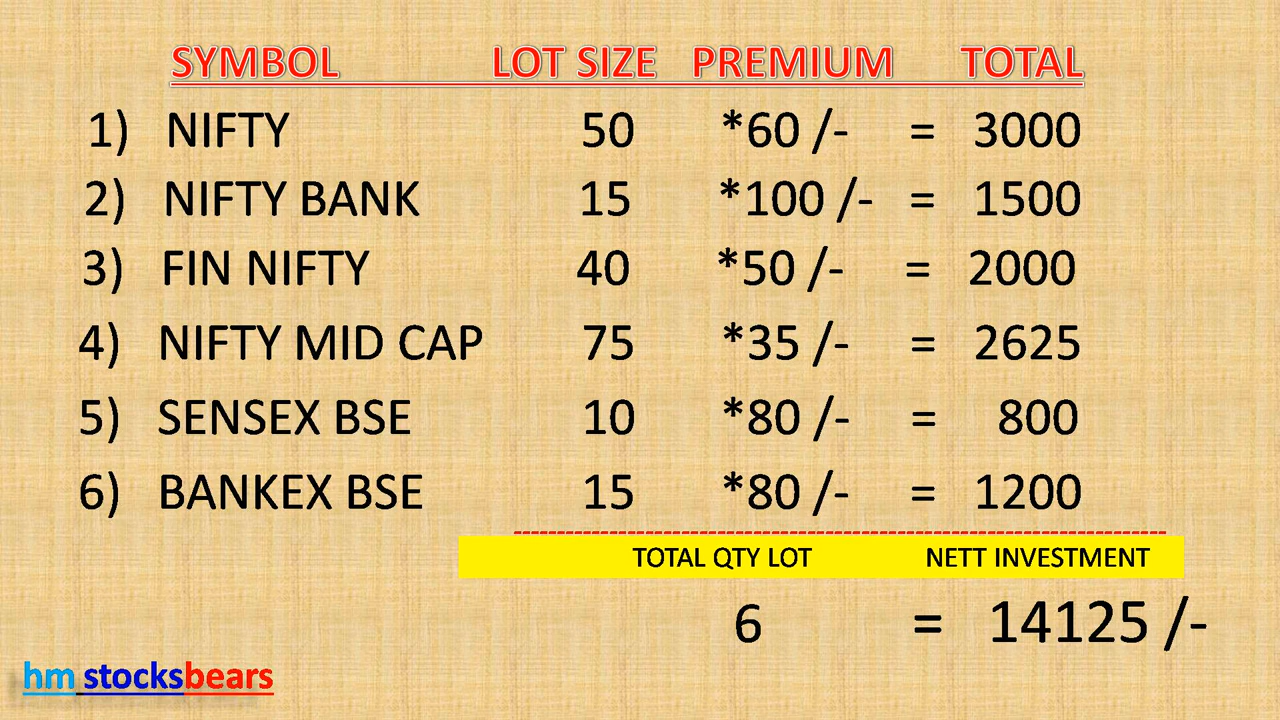 SYMBOL LOT SIZE PREMIUM TOTAL
1) NIFTY 50 *60 /- = 3000
2) NIFTY BANK 15 *100 /- = 1500
3) FIN NIFTY 40 *50 /- = 2000
4) NIFTY MID CAP 75 *35 /- = 2625
5) SENSEX BSE 10 *80 /- = 800
6) BANKEX BSE 15 *80 /- = 1200
TOTAL QTY LOT NETT INVESTMENT
6 = 14125 /-
hm stocksbears